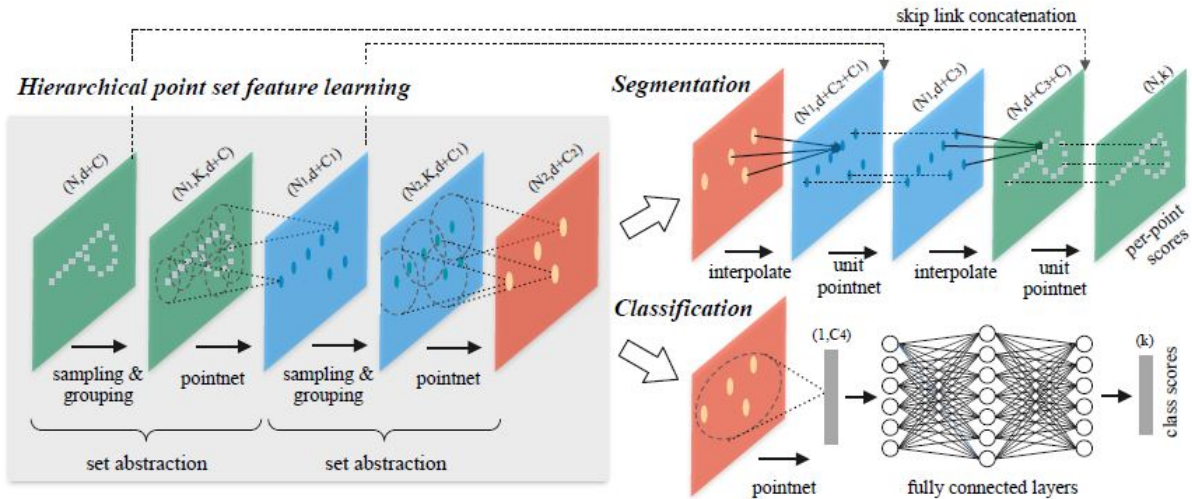 skip link concatenation
Hierarchical point set feature learning
(N,d+C)
(N1,K,d+C)
(N1,d+C1)
(N2,K,d+C1)
(N2,d+C2)
sampling &
grouping
pointnet
sampling &
grouping
pointnet
set abstraction
set abstraction
Segmentation
(N1,d+C2+C1)
(N1,d+C3)
(N,d+C3+C)
(N,k)
per-point
scores
interpolate
unit
pointnet
interpolate
unit
pointnet
Classification
(1,C4)
(k)
class scores
pointnet
fully connected layers